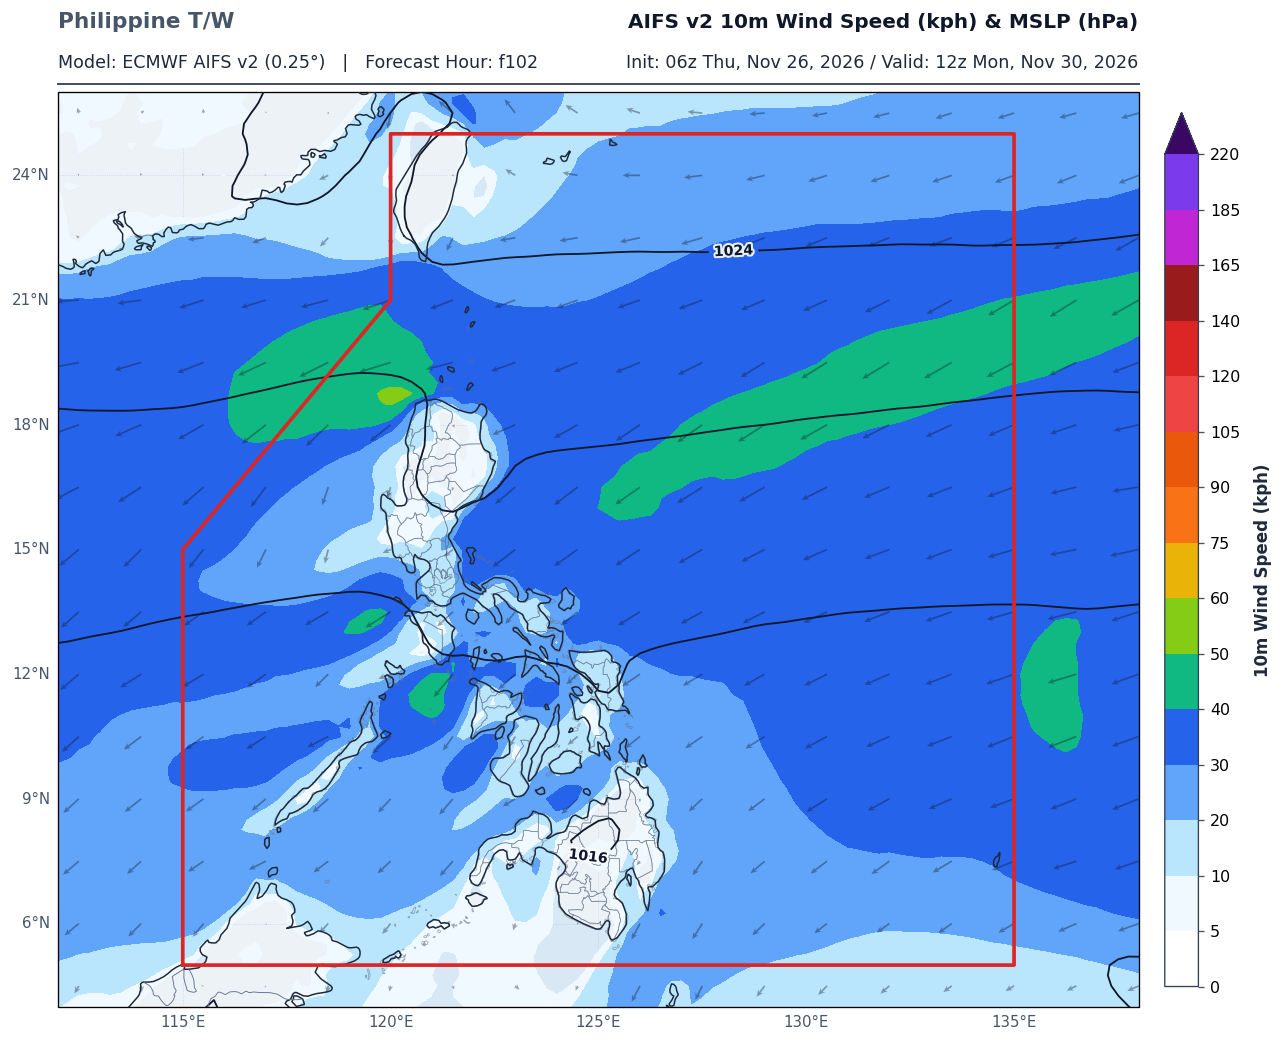 Philippine T/W
AIFS v2 10m Wind Speed (kph) & MSLP (hPa)
Model: ECMWF AIFS v2 (0.25°) | Forecast Hour: f102
Init: 06z Thu, Nov 26, 2026 / Valid: 12z Mon, Nov 30, 2026
24°N
21°N
18°N
15°N
12°N
9°N
6°N
1024
1016
115°E
120°E
125°E
130°E
135°E
220
185
165
140
120
105
90
75
60
50
40
30
20
10
5
0
10m Wind Speed (kph)